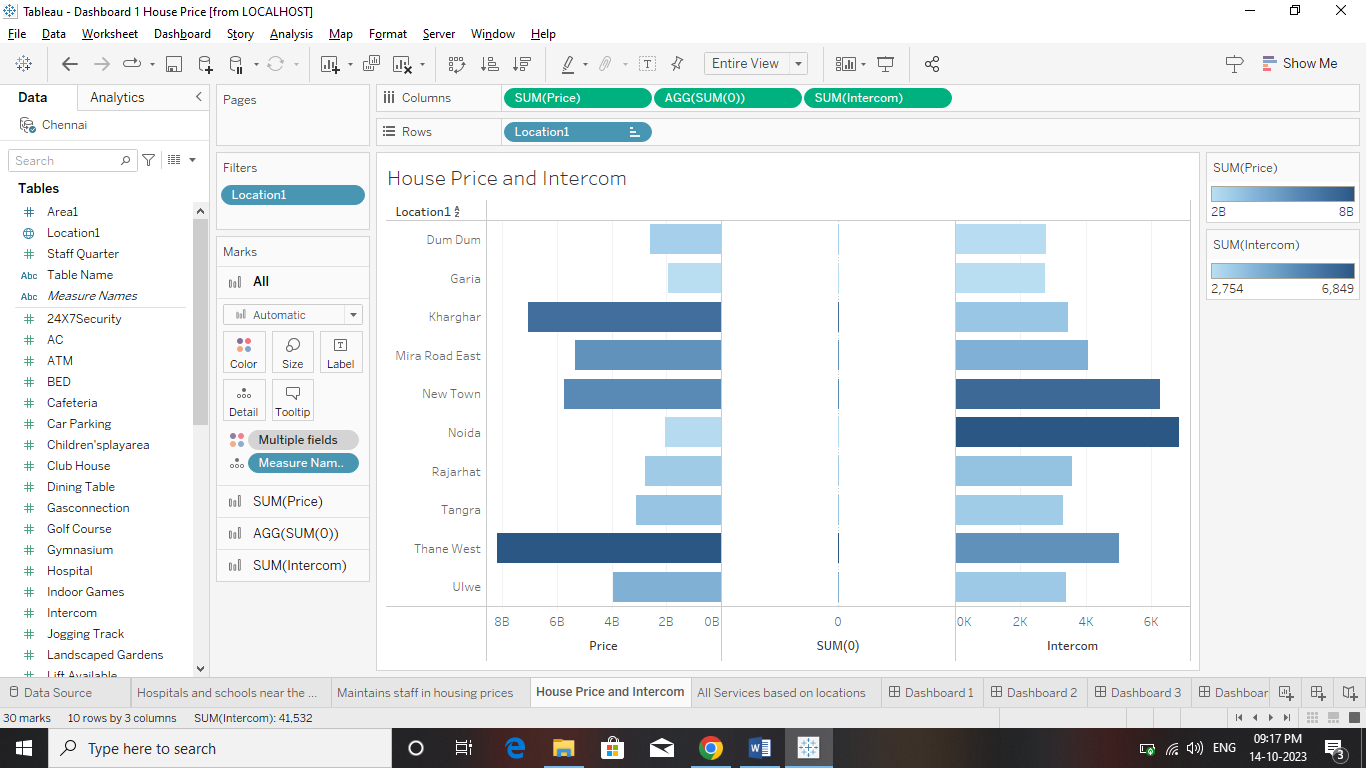 Tableau - Dashboard 1 House Price [from LOCALHOST]
File Data Worksheet Dashboard Story Analysis Map Format Server Window Help
Entire View
Show Me
Data Analytics
Chennai
Search
Tables
Area1
Location1
Staff Quarter
Abc Table Name
Abc Measure Names
24X7Security
AC
ATM
BED
Cafeteria
Car Parking
Children'splayarea
Club House
Dining Table
Gasconnection
Golf Course
Gymnasium
Hospital
Indoor Games
Intercom
Jogging Track
Landscaped Gardens
Lift Available
Pages
Filters
Location1
Marks
All
Automatic
Color Size Label
Detail Tooltip
Multiple fields
Measure Nam..
SUM(Price)
AGG(SUM(0))
SUM(Intercom)
Columns SUM(Price) AGG(SUM(0)) SUM(Intercom)
Rows Location1
House Price and Intercom
Location1
Dum Dum
Garia
Kharghar
Mira Road East
New Town
Noida
Rajarhat
Tangra
Thane West
Ulwe
8B 6B 4B 2B 0B 0 0K 2K 4K 6K
Price SUM(0) Intercom
SUM(Price)
2B 8B
SUM(Intercom)
2,754 6,849
Data Source Hospitals and schools near the ... Maintains staff in housing prices House Price and Intercom All Services based on locations Dashboard 1 Dashboard 2 Dashboard 3 Dashboar
30 marks 10 rows by 3 columns SUM(Intercom): 41,532
Type here to search
ENG
09:17 PM
14-10-2023
3